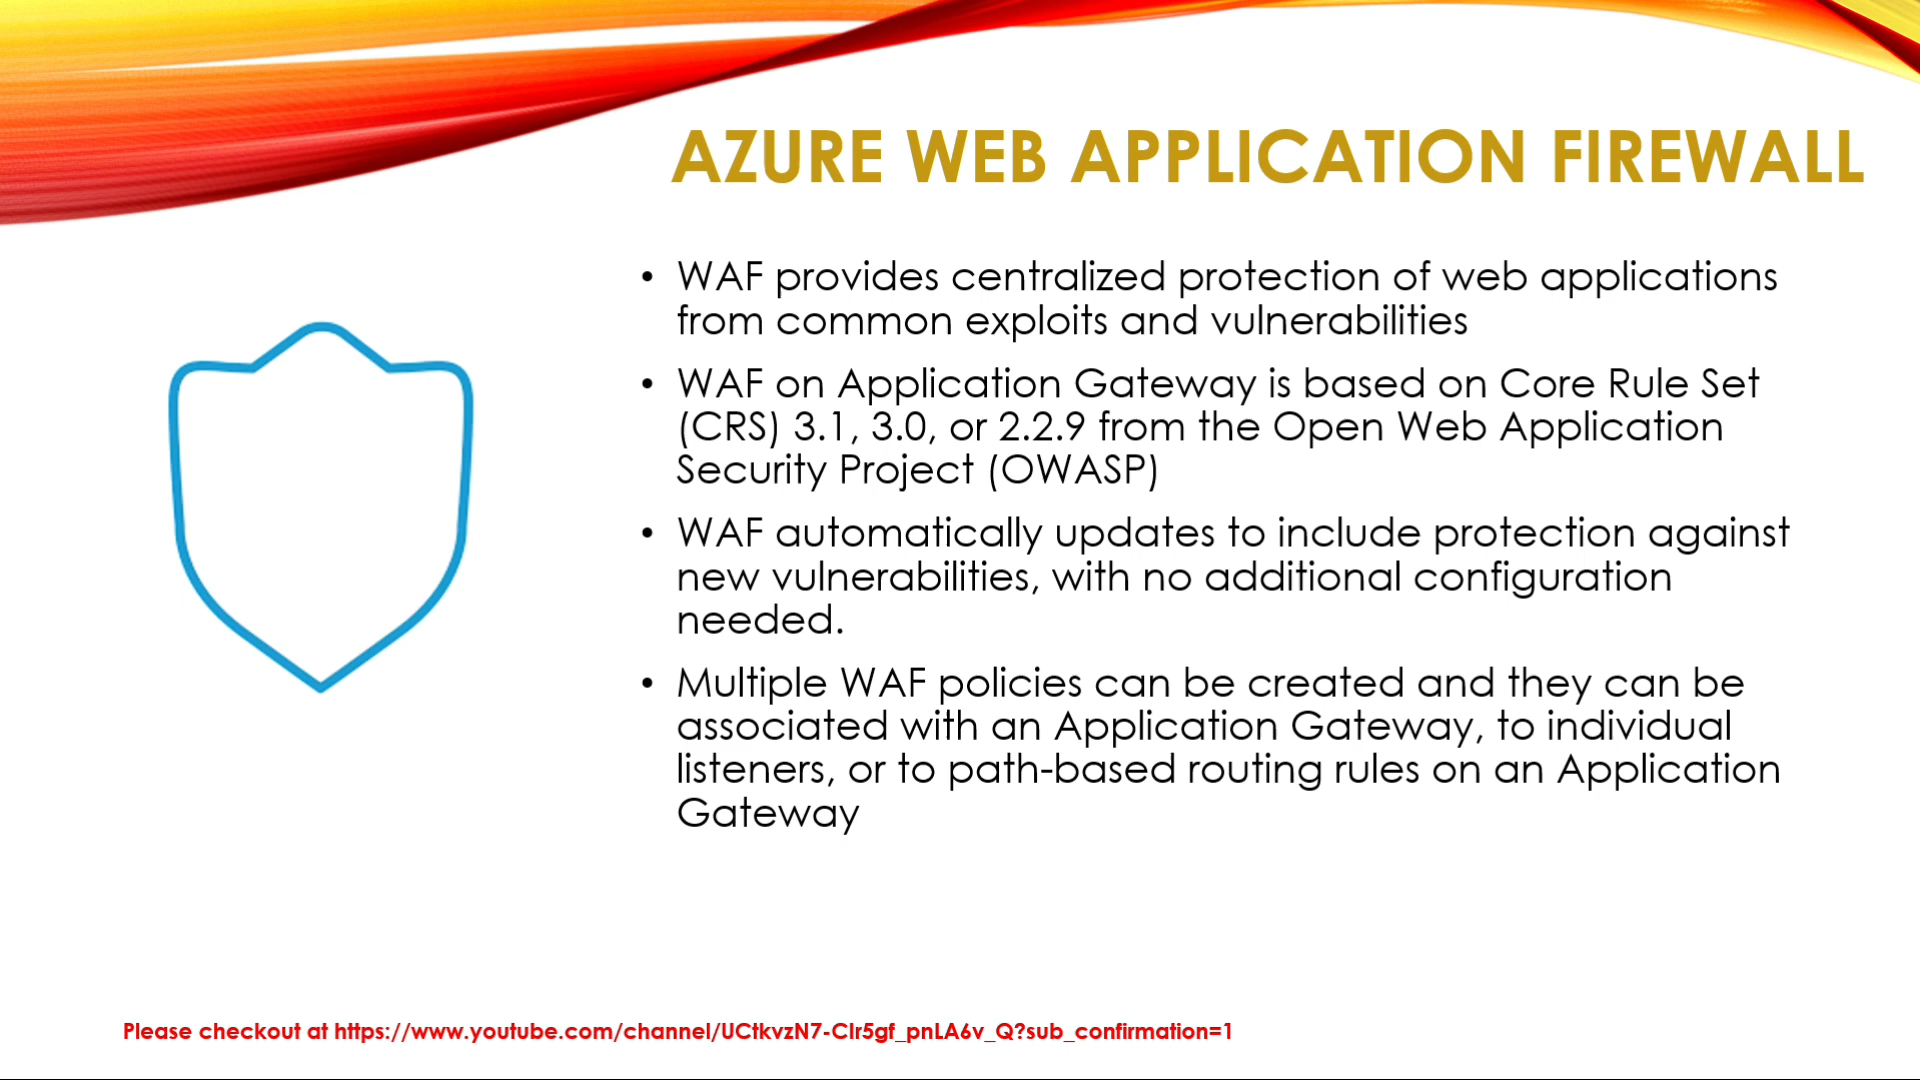 AZURE WEB APPLICATION FIREWALL
• WAF provides centralized protection of web applications
from common exploits and vulnerabilities
• WAF on Application Gateway is based on Core Rule Set
(CRS) 3.1, 3.0, or 2.2.9 from the Open Web Application
Security Project (OWASP)
• WAF automatically updates to include protection against
new vulnerabilities, with no additional configuration
needed.
• Multiple WAF policies can be created and they can be
associated with an Application Gateway, to individual
listeners, or to path-based routing rules on an Application
Gateway
Please checkout at https://www.youtube.com/channel/UCtkvzN7-CIr5gf_pnLA6v_Q?sub_confirmation=1